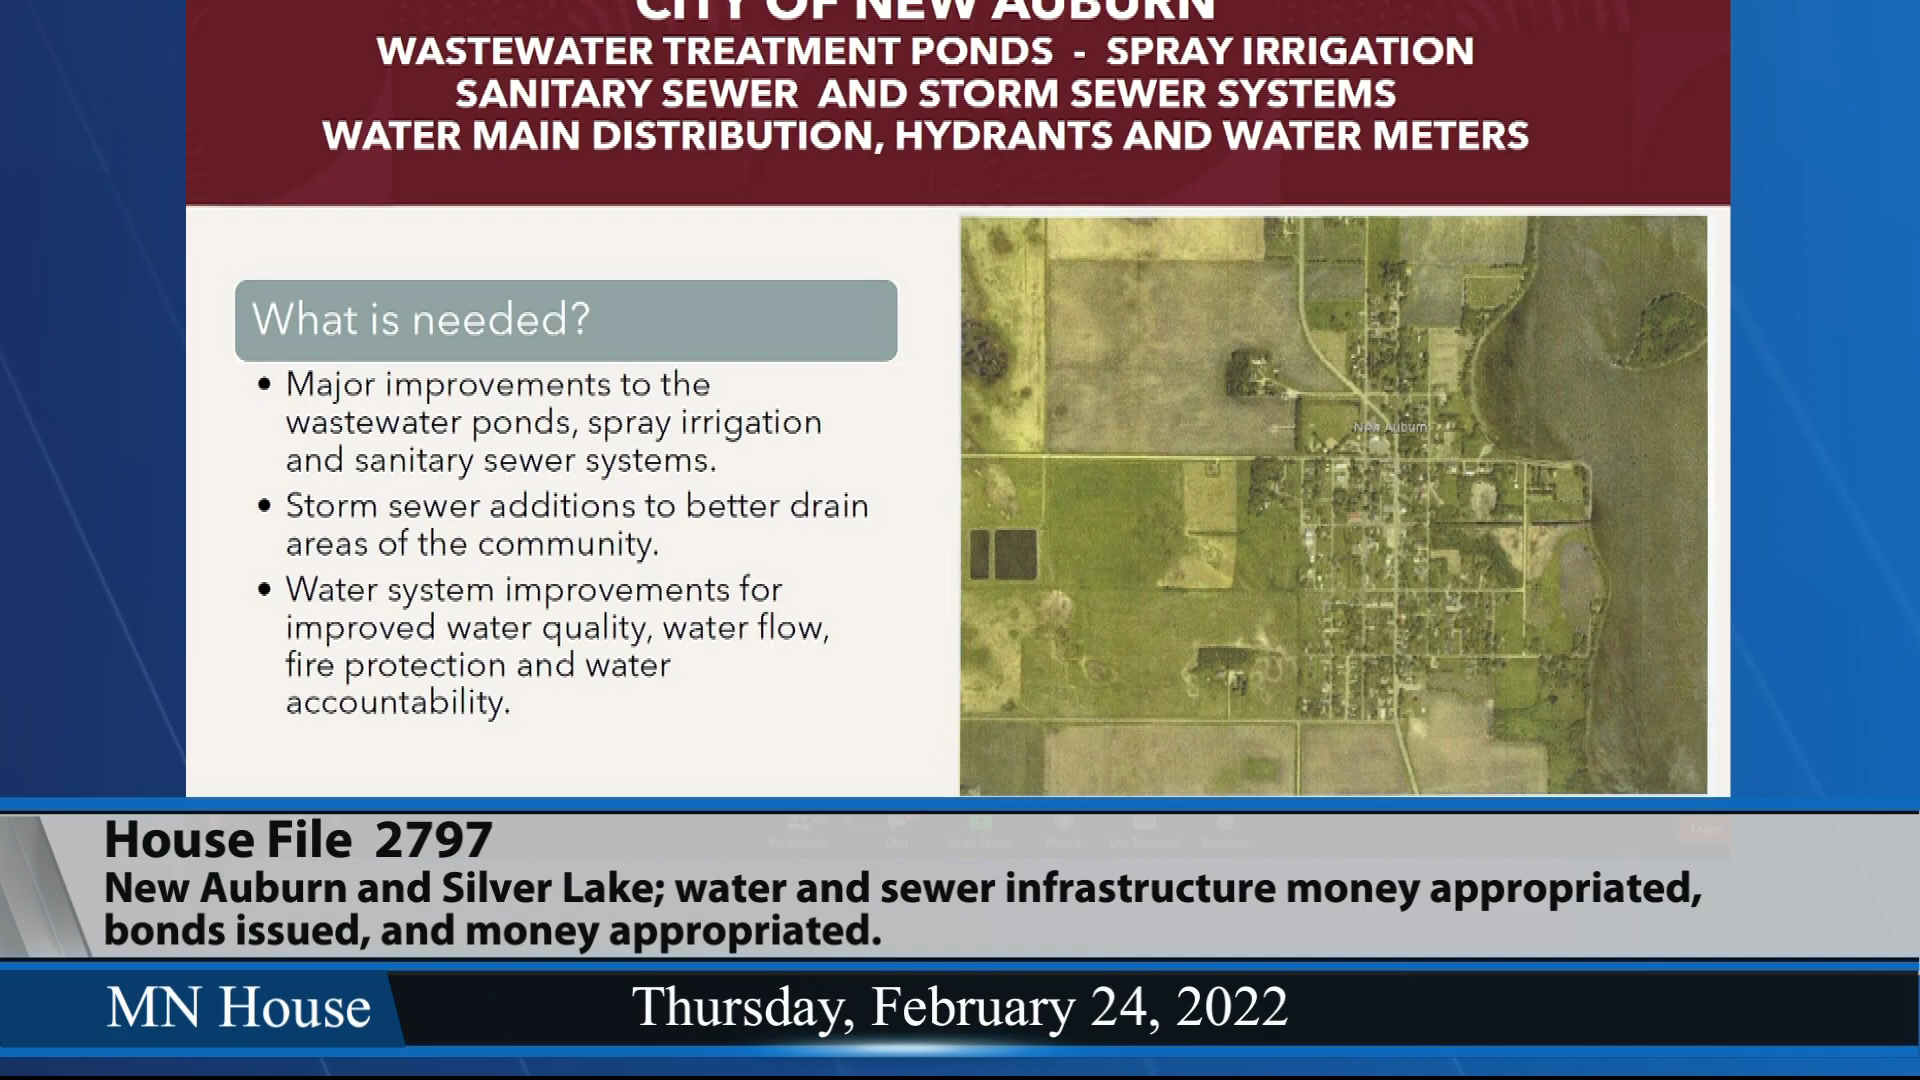 CITY OF NEW AUBURN
WASTEWATER TREATMENT PONDS - SPRAY IRRIGATION
SANITARY SEWER AND STORM SEWER SYSTEMS
WATER MAIN DISTRIBUTION, HYDRANTS AND WATER METERS
What is needed?
• Major improvements to the
wastewater ponds, spray irrigation
and sanitary sewer systems.
• Storm sewer additions to better drain
areas of the community.
• Water system improvements for
improved water quality, water flow,
fire protection and water
accountability.
New Auburn
House File 2797
New Auburn and Silver Lake; water and sewer infrastructure money appropriated,
bonds issued, and money appropriated.
MN House
Thursday, February 24, 2022